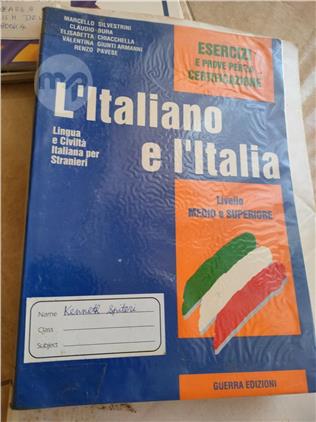 MARCELLO SILVESTRINI
CLAUDIO BURA
ELISABETTA CHIACCHELLA
VALENTINA GIUNTI ARMANNI
RENZO PAVESE
ESERCIZI
E PROVE PER LA
CERTIFICAZIONE
L'Italiano
e l'Italia
Lingua
e Civiltà
Italiana per
Stranieri
Livello
MEDIO e SUPERIORE
Name Kenneth
Class
Subject
GUERRA EDIZIONI